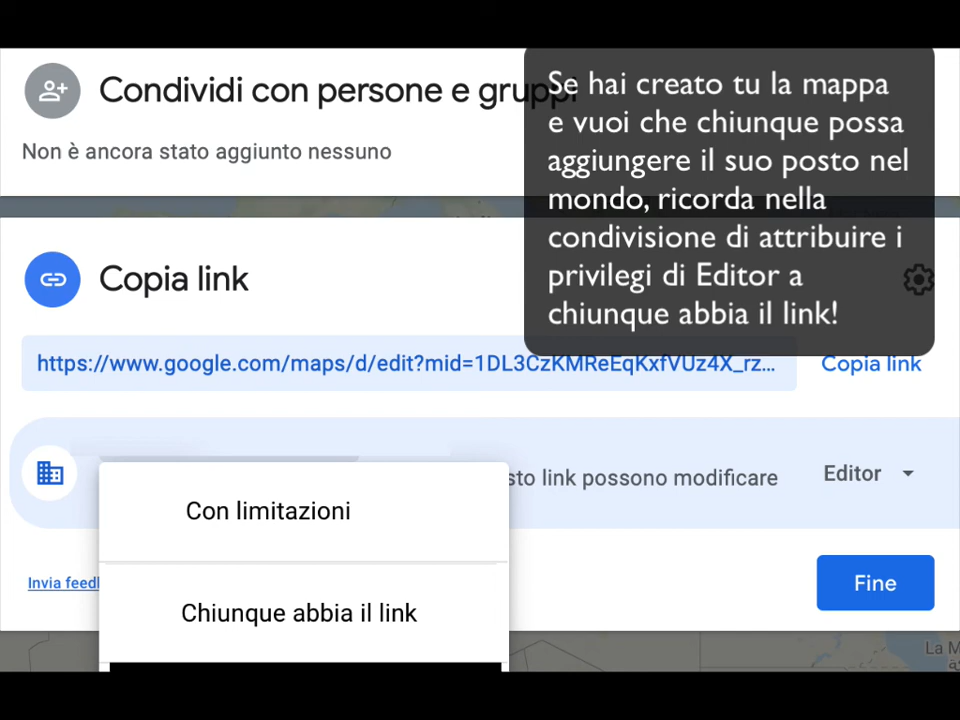 Condividi con persone e gruppi
Non è ancora stato aggiunto nessuno
Se hai creato tu la mappa
e vuoi che chiunque possa
aggiungere il suo posto nel
mondo, ricorda nella
condivisione di attribuire i
privilegi di Editor a
chiunque abbia il link!
Copia link
https://www.google.com/maps/d/edit?mid=1DL3CzKMReEqKxfVUz4X_rz...
Copia link
sto link possono modificare
Editor
Con limitazioni
Invia feed
Fine
Chiunque abbia il link
La M